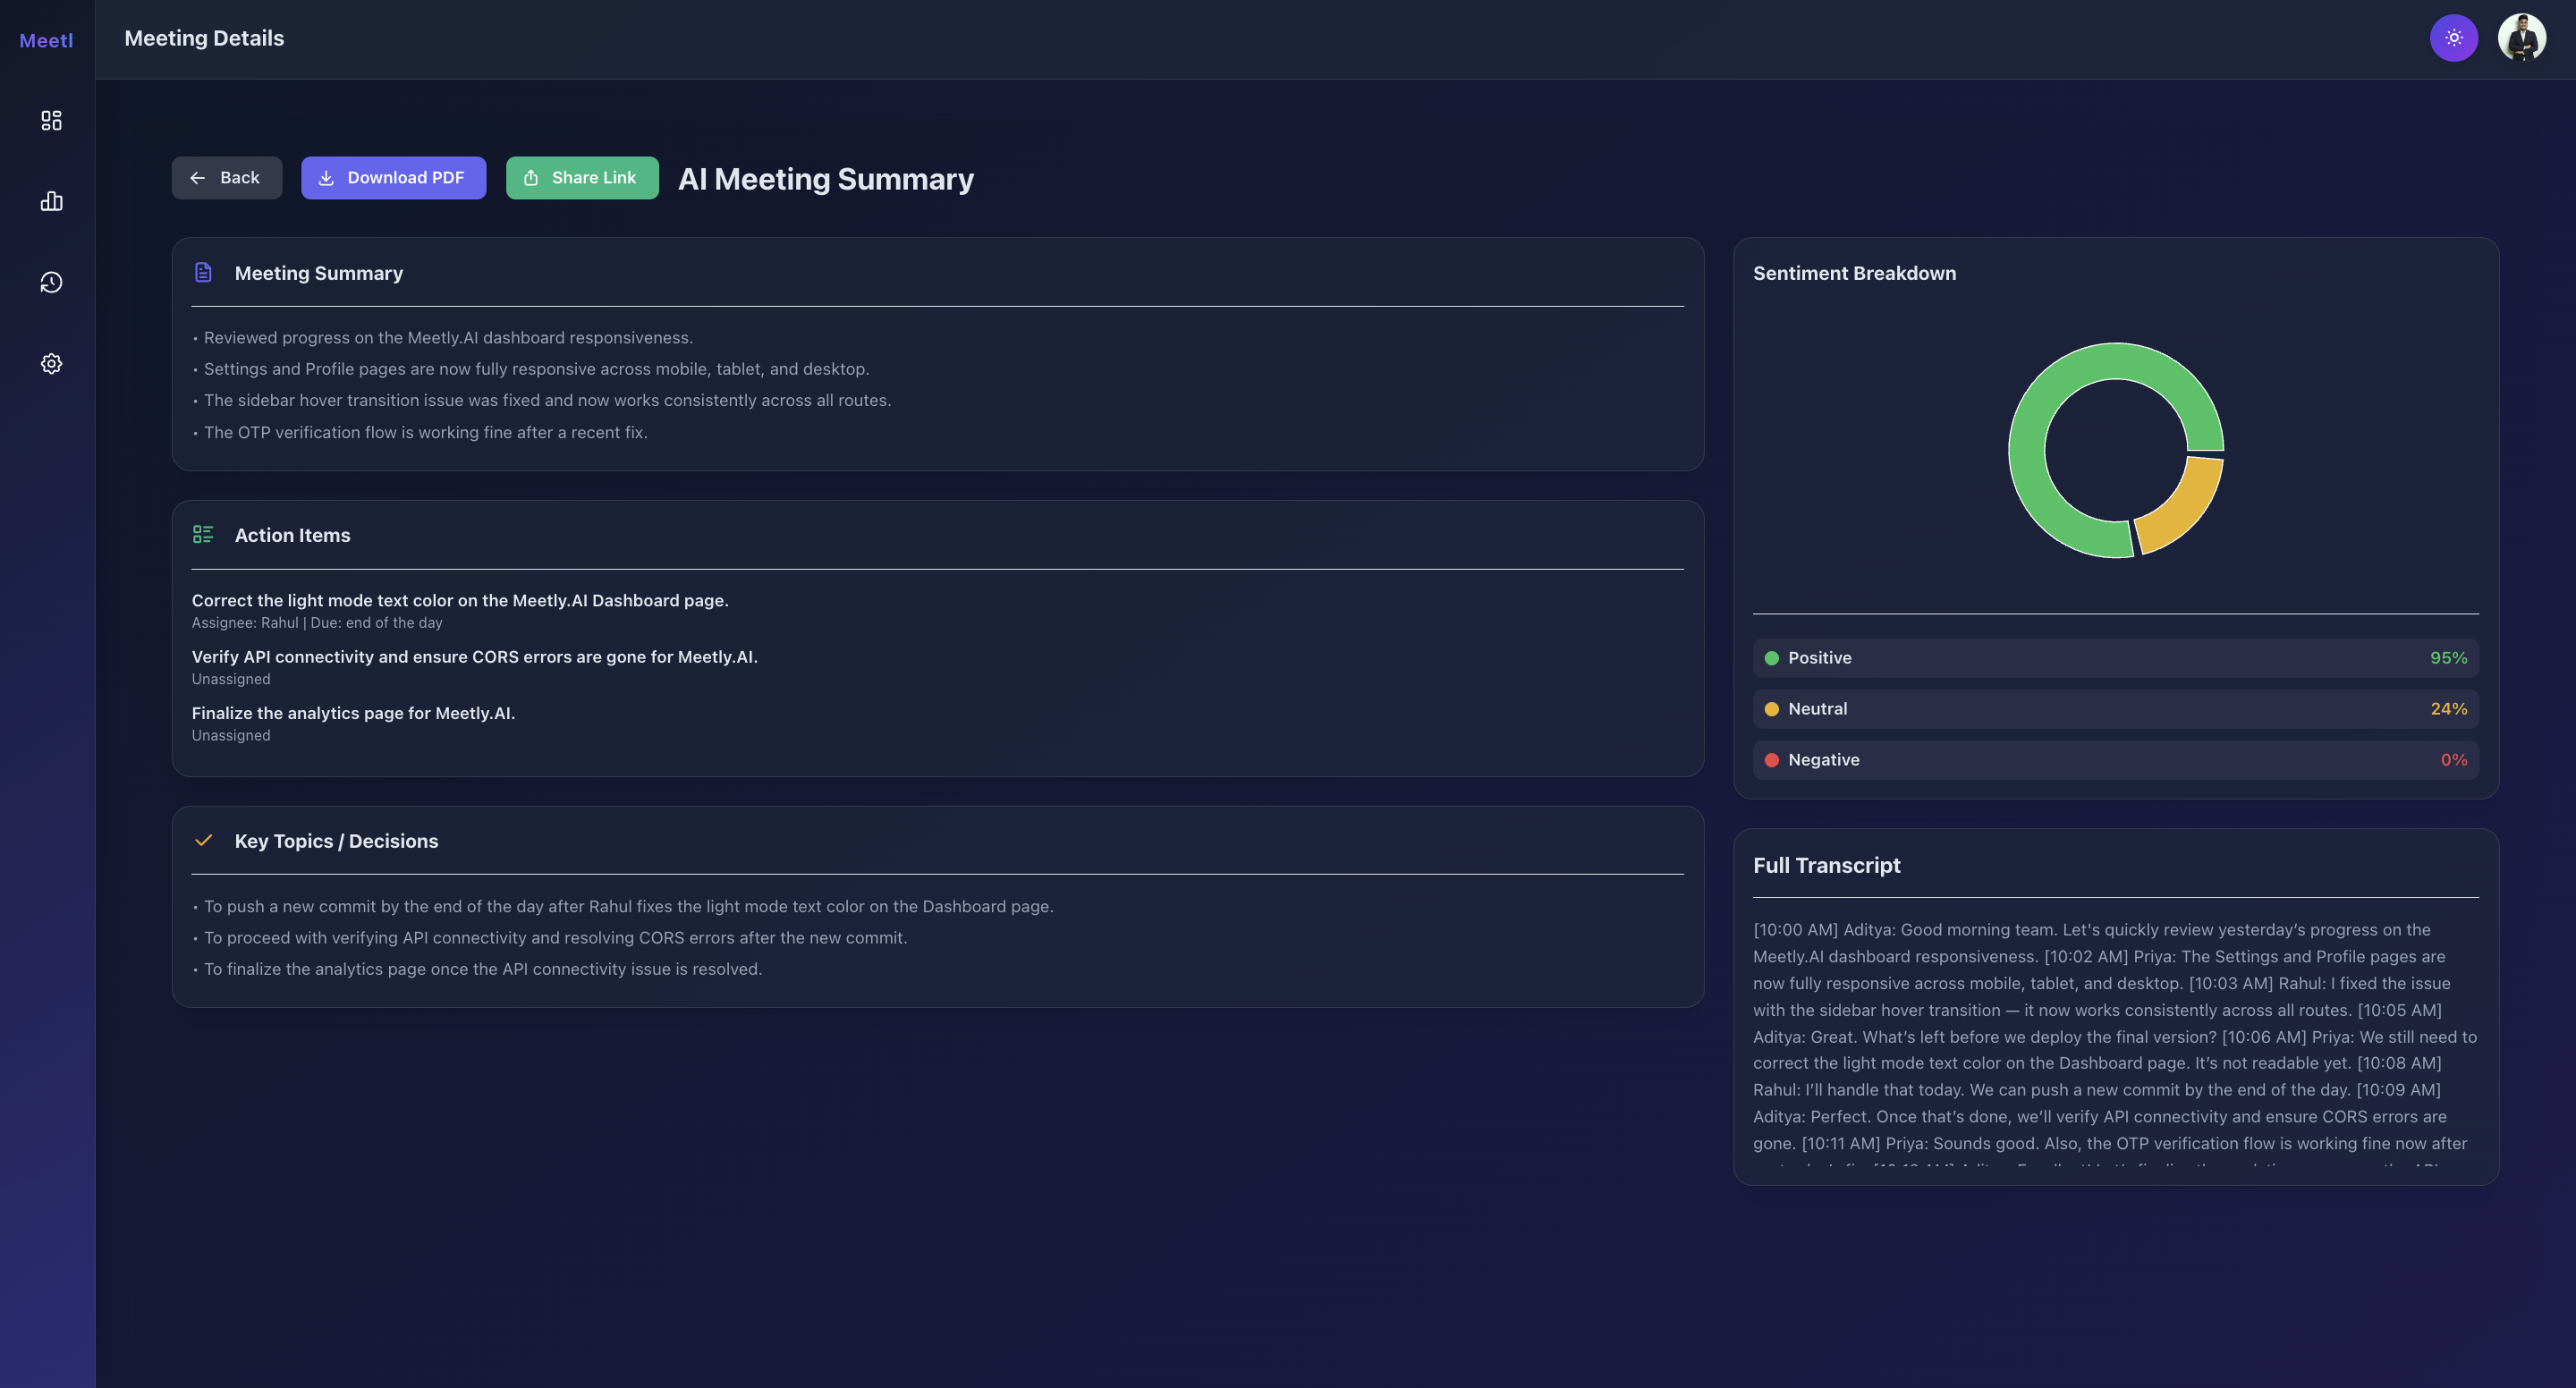 Meetl
Meeting Details
Back
Download PDF
Share Link
AI Meeting Summary
Meeting Summary
• Reviewed progress on the Meetly.AI dashboard responsiveness.
• Settings and Profile pages are now fully responsive across mobile, tablet, and desktop.
• The sidebar hover transition issue was fixed and now works consistently across all routes.
• The OTP verification flow is working fine after a recent fix.
Action Items
Correct the light mode text color on the Meetly.AI Dashboard page.
Assignee: Rahul | Due: end of the day
Verify API connectivity and ensure CORS errors are gone for Meetly.AI.
Unassigned
Finalize the analytics page for Meetly.AI.
Unassigned
Key Topics / Decisions
• To push a new commit by the end of the day after Rahul fixes the light mode text color on the Dashboard page.
• To proceed with verifying API connectivity and resolving CORS errors after the new commit.
• To finalize the analytics page once the API connectivity issue is resolved.
Sentiment Breakdown
Positive 95%
Neutral 24%
Negative 0%
Full Transcript
[10:00 AM] Aditya: Good morning team. Let's quickly review yesterday’s progress on the
Meetly.AI dashboard responsiveness. [10:02 AM] Priya: The Settings and Profile pages are
now fully responsive across mobile, tablet, and desktop. [10:03 AM] Rahul: I fixed the issue
with the sidebar hover transition — it now works consistently across all routes. [10:05 AM]
Aditya: Great. What’s left before we deploy the final version? [10:06 AM] Priya: We still need to
correct the light mode text color on the Dashboard page. It’s not readable yet. [10:08 AM]
Rahul: I’ll handle that today. We can push a new commit by the end of the day. [10:09 AM]
Aditya: Perfect. Once that’s done, we’ll verify API connectivity and ensure CORS errors are
gone. [10:11 AM] Priya: Sounds good. Also, the OTP verification flow is working fine now after